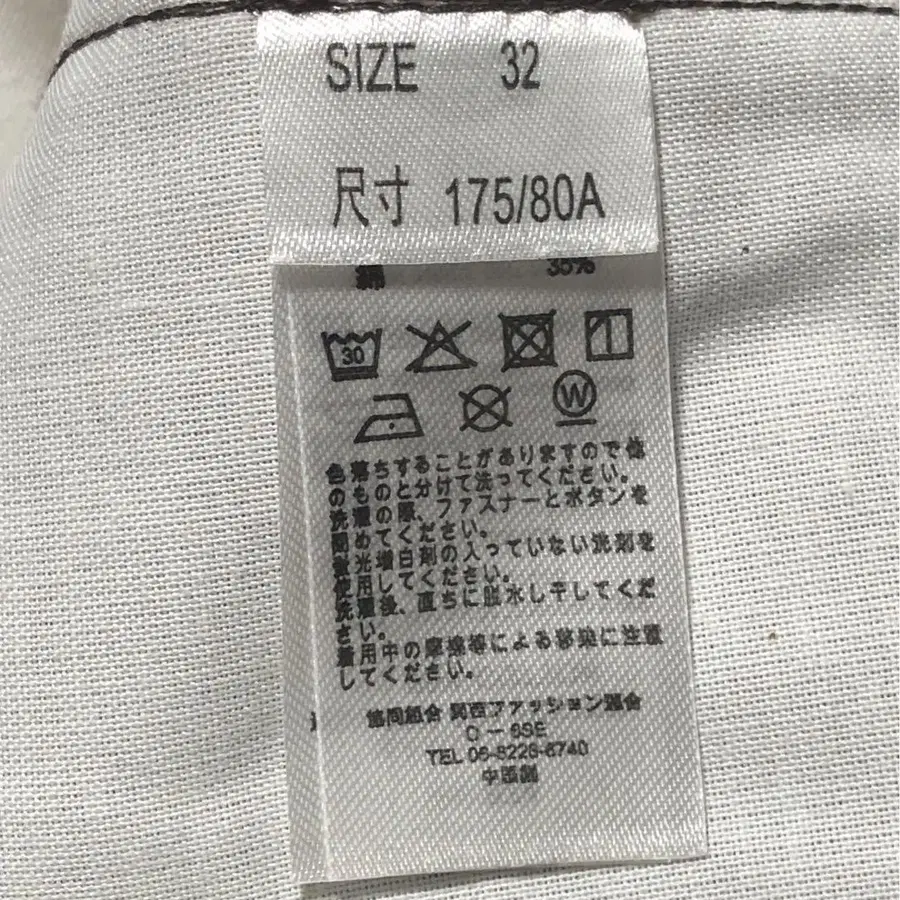 SIZE 32
尺寸 175/80A
綿 35%
30
W
色落ちすることがありますので他
のものと分けて洗ってください。
洗濯の際、ファスナーとボタンを
閉めてください。
蛍光増白剤の入っていない洗剤を
使用してください。
洗濯後、直ちに脱水し干してくだ
さい。
着用中の摩擦等による移染に注意
してください。
協同組合 関西ファッション連合
O－6SE
TEL 06-6228-6740
中国製